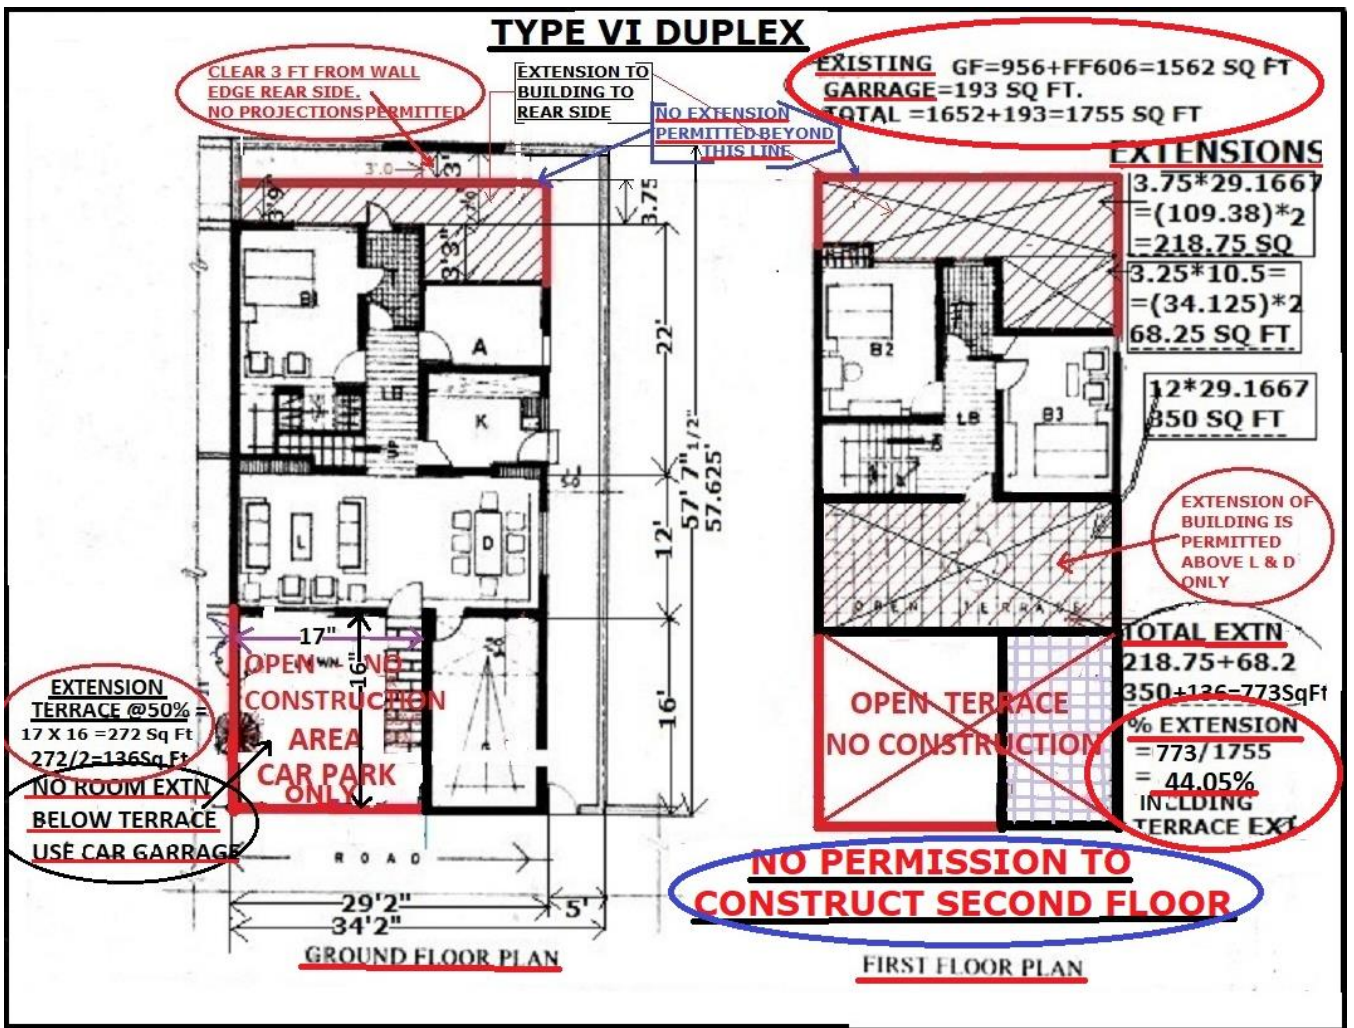 TYPE VI DUPLEX
CLEAR 3 FT FROM WALL
EDGE REAR SIDE.
NO PROJECTIONSPERMITTED
EXTENSION TO
BUILDING TO
REAR SIDE
NO EXTENSION
PERMITTEDBEYOND
THIS LINE
EXISTING GF=956+FF606=1562 SQ FT
GARRAGE=193 SQ FT.
TOTAL =1652+193=1755 SQ FT
EXTENSIONS
3.75*29.1667
=(109.38)*2
=218.75 SQ
3.25*10.5=
=(34.125)*2
68.25 SQ FT
12*29.1667
350 SQ FT
EXTENSION OF
BUILDING IS
PERMITTED
ABOVE L & D
ONLY
TOTAL EXTN
218.75+68.2
350+136=773SqFt
% EXTENSION
= 773/1755
= 44.05%
INCLDING
TERRACE EXT
3'.0
3'
3'9"
3'3"
3.75
22'
12'
16'
57' 7 1/2"
57.625'
A
K
LB
L
D
B2
LB
B3
OPEN TERRACE
17"
16"
OPEN - NO
CONSTRUCTION
AREA
CAR PARK
ONLY
EXTENSION
TERRACE @50% =
17 X 16 =272 Sq Ft
272/2=136Sq.Ft
NO ROOM EXTN
BELOW TERRACE
USE CAR GARRAGE
OPEN TERRACE
NO CONSTRUCTION
ROAD
29'2"
5'
34'2"
GROUND FLOOR PLAN
NO PERMISSION TO
CONSTRUCT SECOND FLOOR
FIRST FLOOR PLAN